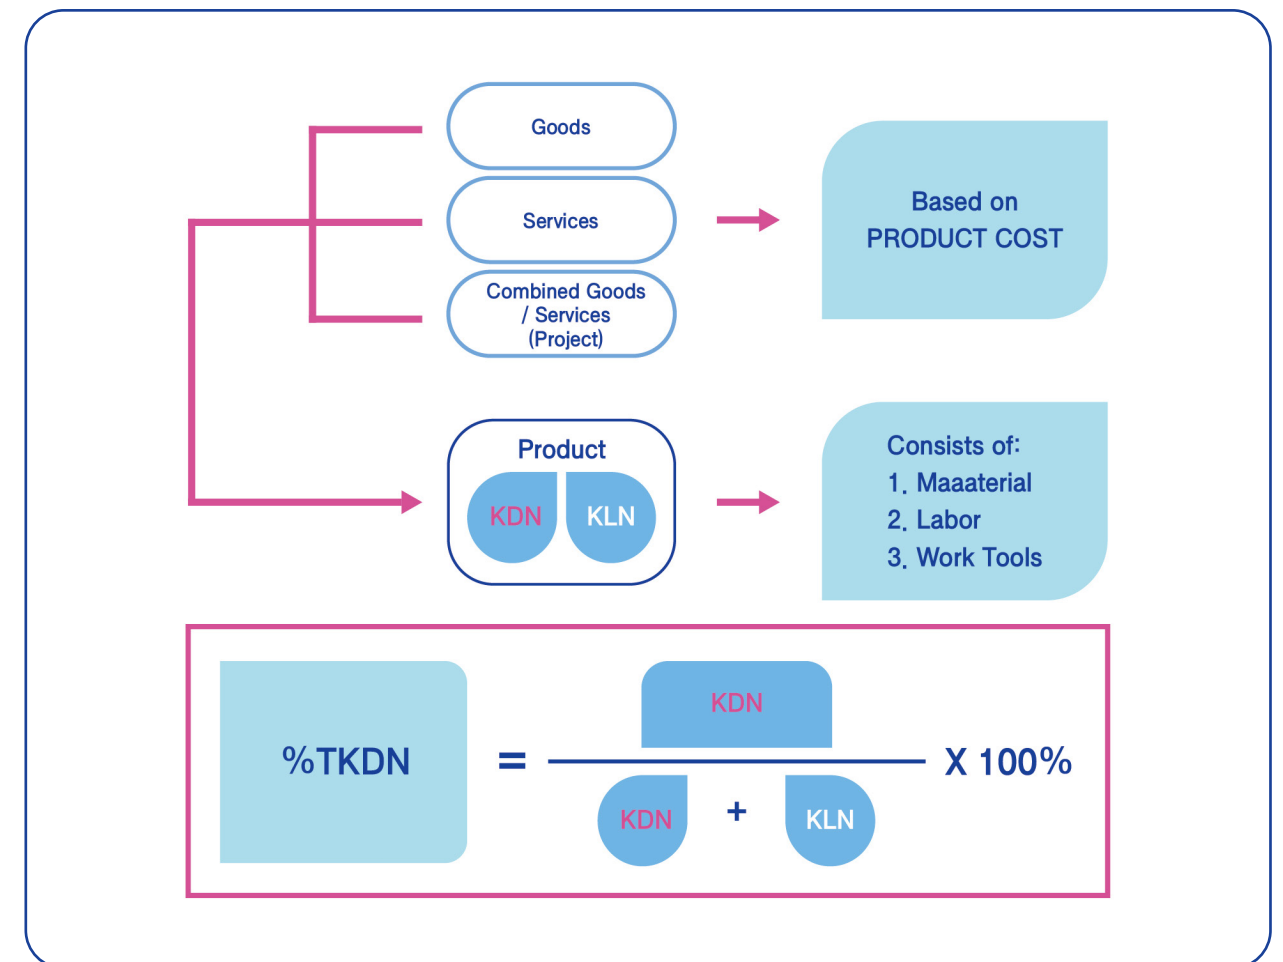 Goods
Services
Combined Goods
/ Services
(Project)
Based on
PRODUCT COST
Product
KDN KLN
Consists of:
1. Maaaterial
2. Labor
3. Work Tools
%TKDN = KDN X 100%
KDN + KLN